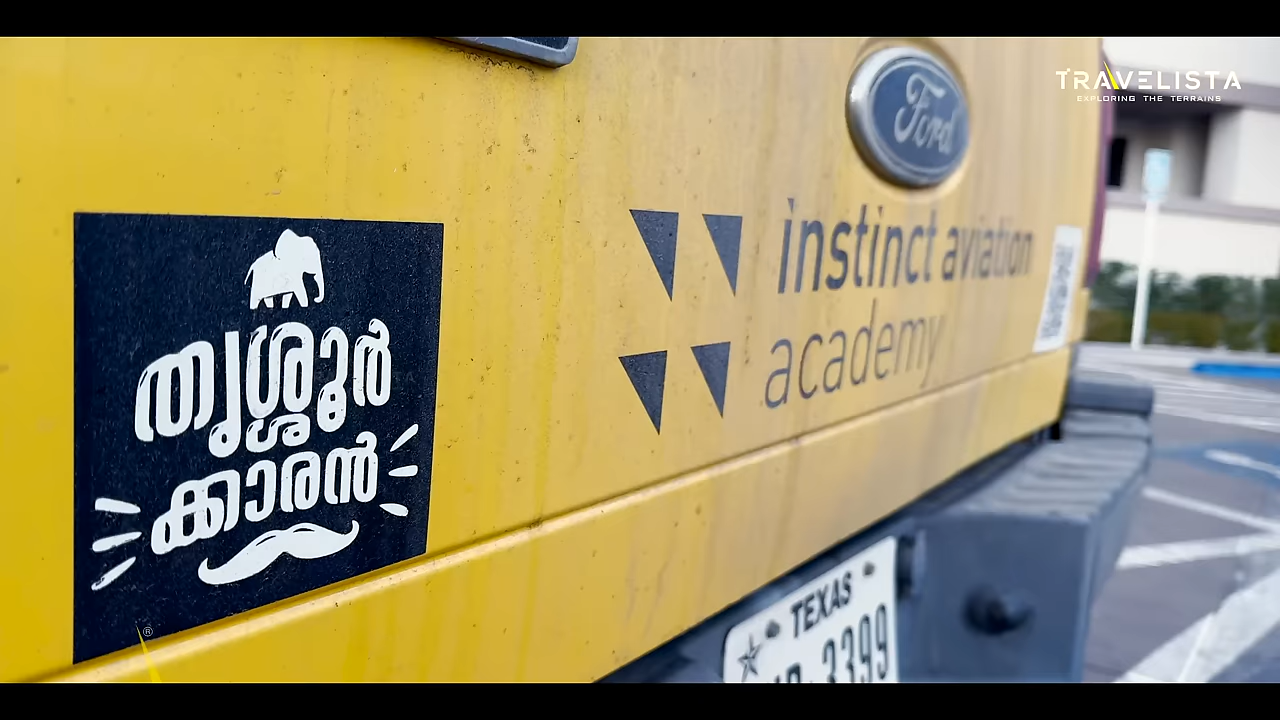 TRAVELISTA
EXPLORING THE TERRAINS
Ford
instinct aviation
academy
തൃശ്ശൂർ
ക്കാരൻ
®
TEXAS
3399